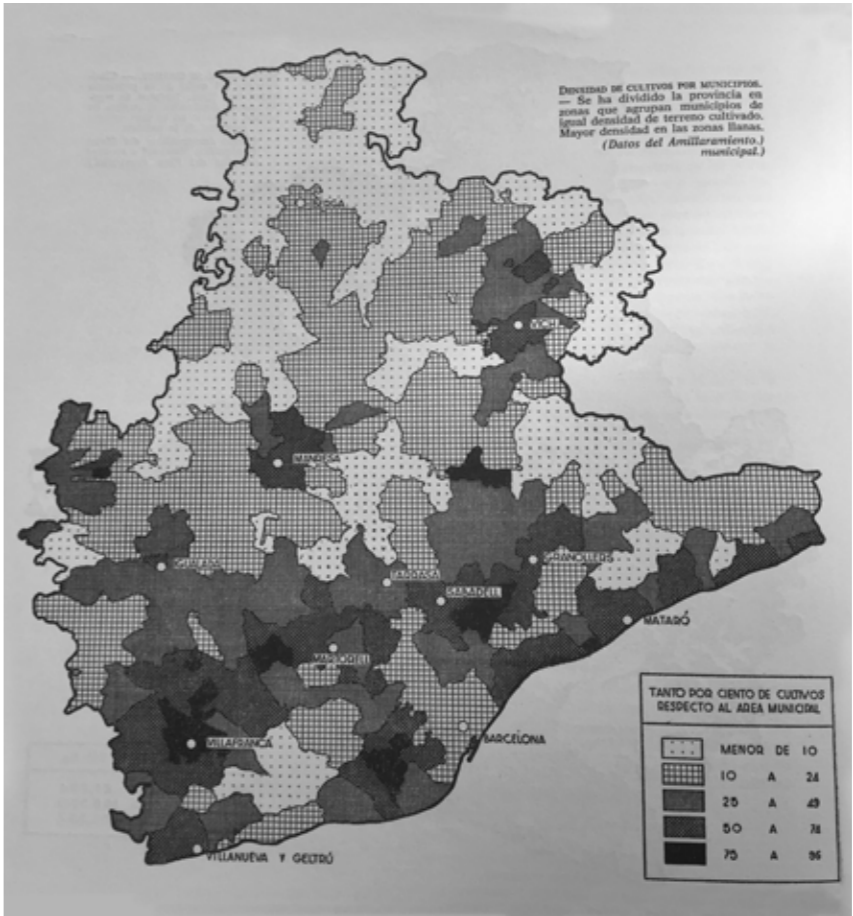 DENSIDAD DE CULTIVOS POR MUNICIPIOS.
— Se ha dividido la provincia en
zonas que agrupan municipios de
igual densidad de terreno cultivado.
Mayor densidad en las zonas llanas.
(Datos del Amillaramiento.)
municipal.)
BERGA
VICH
MANRESA
IGUALADA
GRANOLLERS
TARRASA
SABADELL
MATARÓ
MARTORELL
BARCELONA
VILLAFRANCA
VILLANUEVA Y GELTRÚ
TANTO POR CIENTO DE CULTIVOS
RESPECTO AL AREA MUNICIPAL
MENOR DE 10
10 A 24
25 A 49
50 A 74
75 A 96